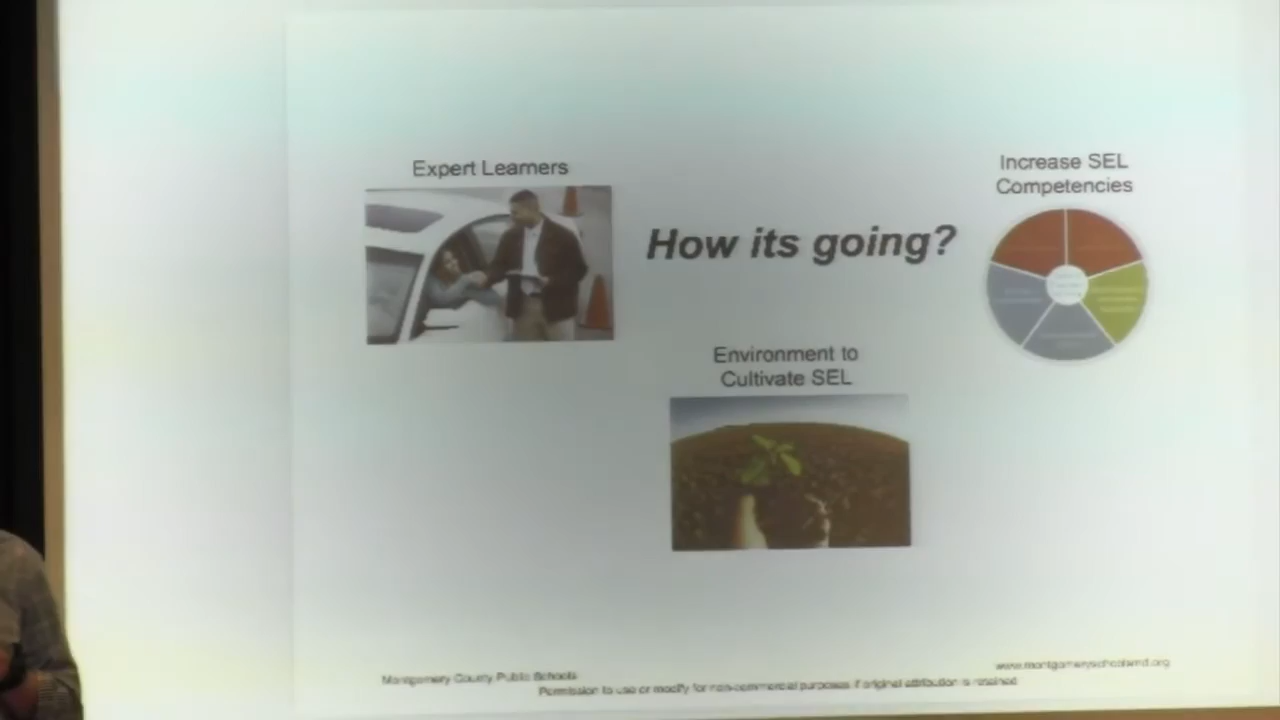 Expert Learners
Increase SEL
Competencies
How its going?
Environment to
Cultivate SEL
Montgomery County Public Schools
www.montgomeryschoolsmd.org
Permission to use or modify for non-commercial purposes if original attribution is retained